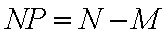 NP = N − M